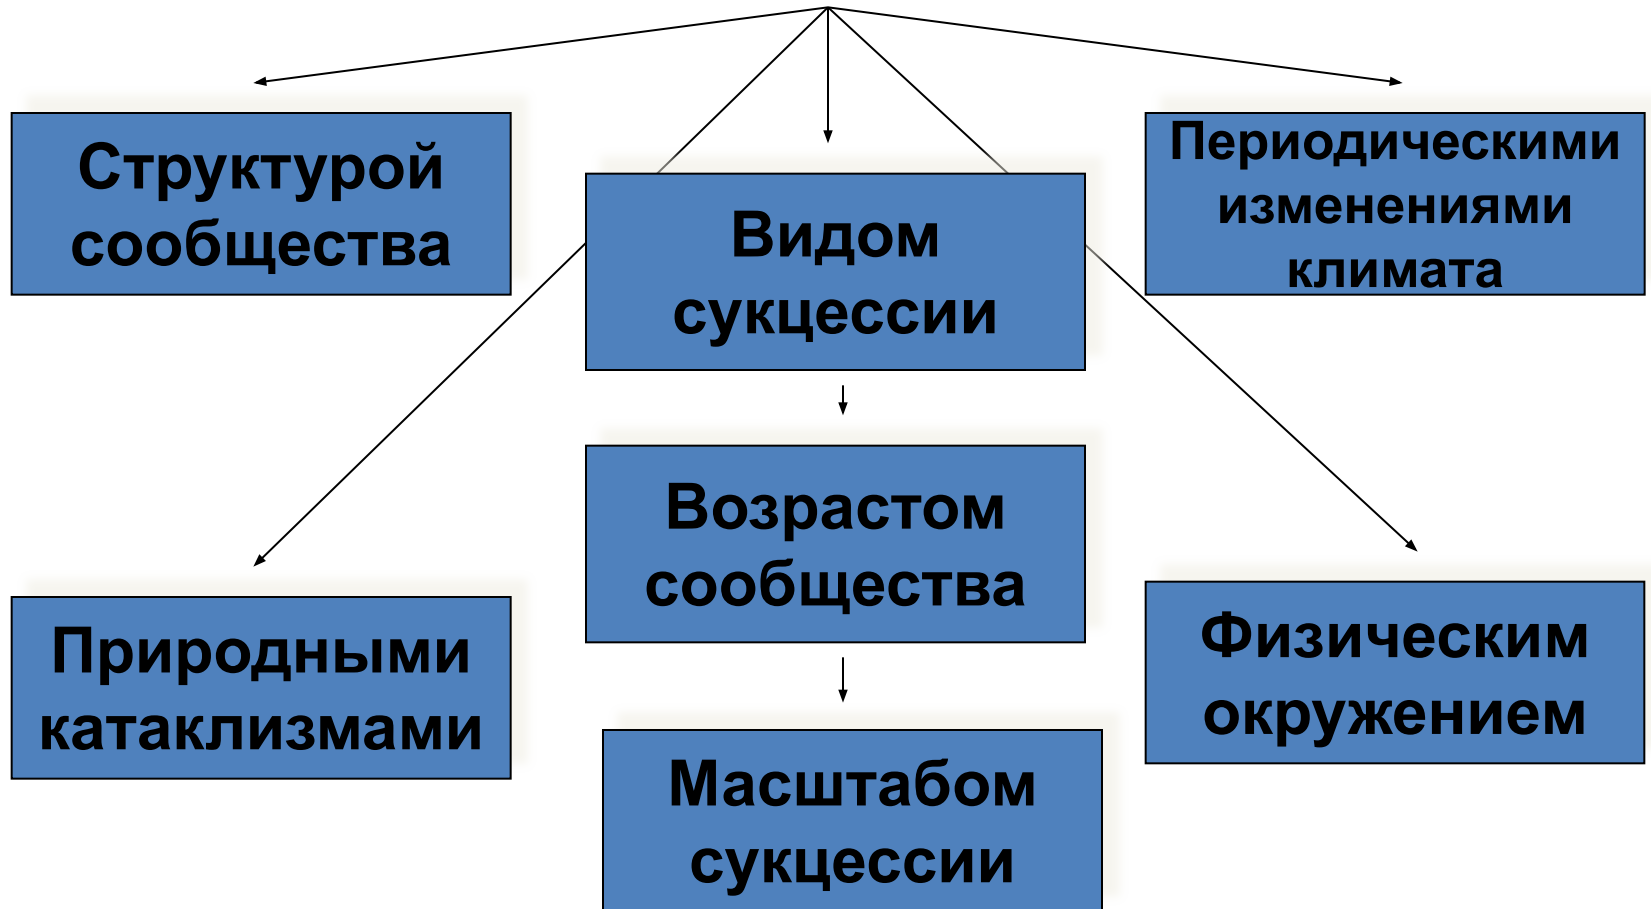 Структурой
сообщества
Видом
сукцессии
Периодическими
изменениями
климата
Возрастом
сообщества
Природными
катаклизмами
Физическим
окружением
Масштабом
сукцессии